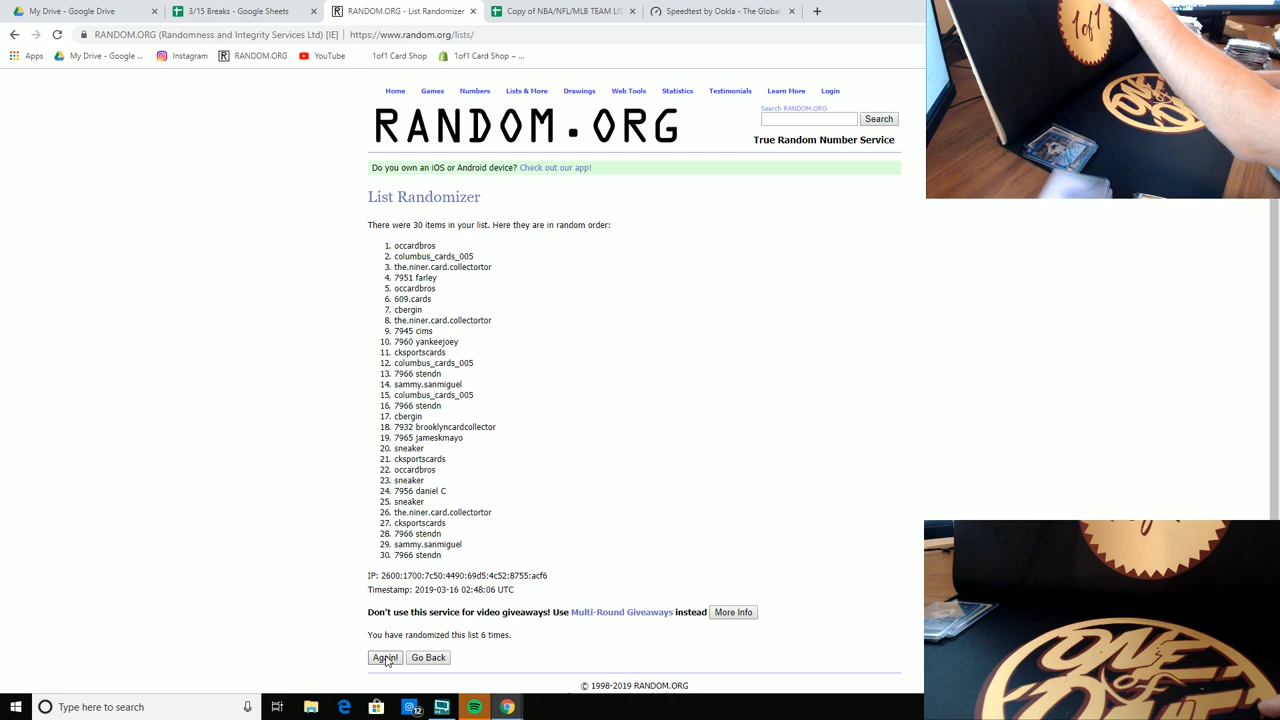 My Drive - Google Drive
3/15 Breaks - Google Sheets
RANDOM.ORG - List Randomizer
Copy of NBA/NFL/MLB TEAM LIS
Speedtest by Ookla - The Global
RANDOM.ORG (Randomness and Integrity Services Ltd) [IE] | https://www.random.org/lists/
Apps
My Drive - Google ...
Instagram
RANDOM.ORG
YouTube
1of1 Card Shop
1of1 Card Shop ~ ...
Home
Games
Numbers
Lists & More
Drawings
Web Tools
Statistics
Testimonials
Learn More
Login
RANDOM.ORG
Search RANDOM.ORG
Search
True Random Number Service
Do you own an iOS or Android device? Check out our app!
List Randomizer
There were 30 items in your list. Here they are in random order:
1. occardbros
2. columbus_cards_005
3. the.niner.card.collectortor
4. 7951 farley
5. occardbros
6. 609.cards
7. cbergin
8. the.niner.card.collectortor
9. 7945 cims
10. 7960 yankeejoey
11. cksportscards
12. columbus_cards_005
13. 7966 stendn
14. sammy.sanmiguel
15. columbus_cards_005
16. 7966 stendn
17. cbergin
18. 7932 brooklyncardcollector
19. 7965 jameskmayo
20. sneaker
21. cksportscards
22. occardbros
23. sneaker
24. 7956 daniel C
25. sneaker
26. the.niner.card.collectortor
27. cksportscards
28. 7966 stendn
29. sammy.sanmiguel
30. 7966 stendn
IP: 2600:1700:7c50:4490:69d5:4c52:8755:acf6
Timestamp: 2019-03-16 02:48:06 UTC
Don't use this service for video giveaways! Use Multi-Round Giveaways instead
More Info
You have randomized this list 6 times.
Again!
Go Back
© 1998-2019 RANDOM.ORG
Type here to search
12
1of1
ONE
of
ONE
of